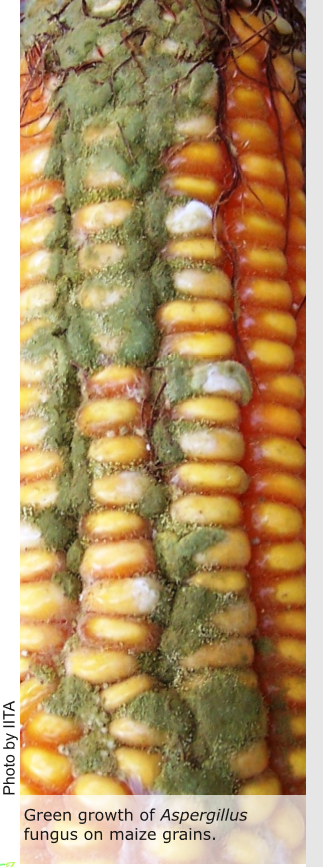 Photo by IITA
Green growth of Aspergillus
fungus on maize grains.